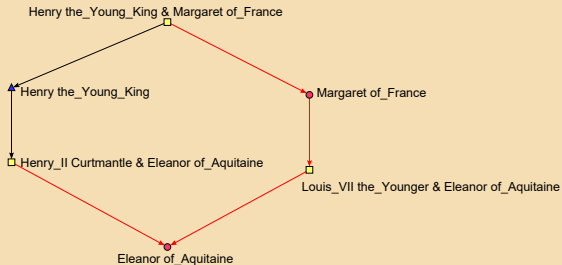 Henry the_Young_King & Margaret of_France
Henry the_Young_King
Margaret of_France
Henry_II Curtmantle & Eleanor of_Aquitaine
Louis_VII the_Younger & Eleanor of_Aquitaine
Eleanor of_Aquitaine